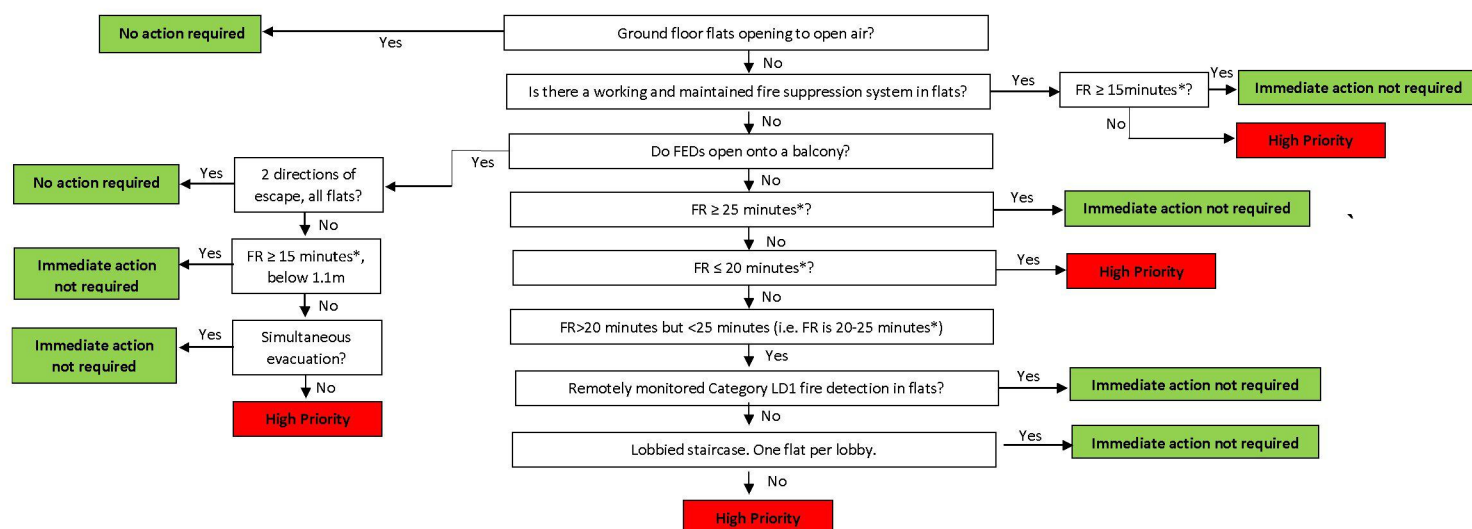 No action required
Yes
Ground floor flats opening to open air?
No
Is there a working and maintained fire suppression system in flats?
Yes
FR ≥ 15minutes*?
Yes
Immediate action not required
No
No
High Priority
Do FEDs open onto a balcony?
Yes
No action required
Yes
2 directions of
escape, all flats?
No
FR ≥ 25 minutes*?
Yes
Immediate action not required
`
No
No
Immediate action
not required
Yes
FR ≥ 15 minutes*,
below 1.1m
FR ≤ 20 minutes*?
Yes
High Priority
No
No
FR>20 minutes but <25 minutes (i.e. FR is 20-25 minutes*)
Immediate action
not required
Yes
Simultaneous
evacuation?
Yes
No
Remotely monitored Category LD1 fire detection in flats?
Yes
Immediate action not required
High Priority
No
Lobbied staircase. One flat per lobby.
Yes
Immediate action not required
No
High Priority